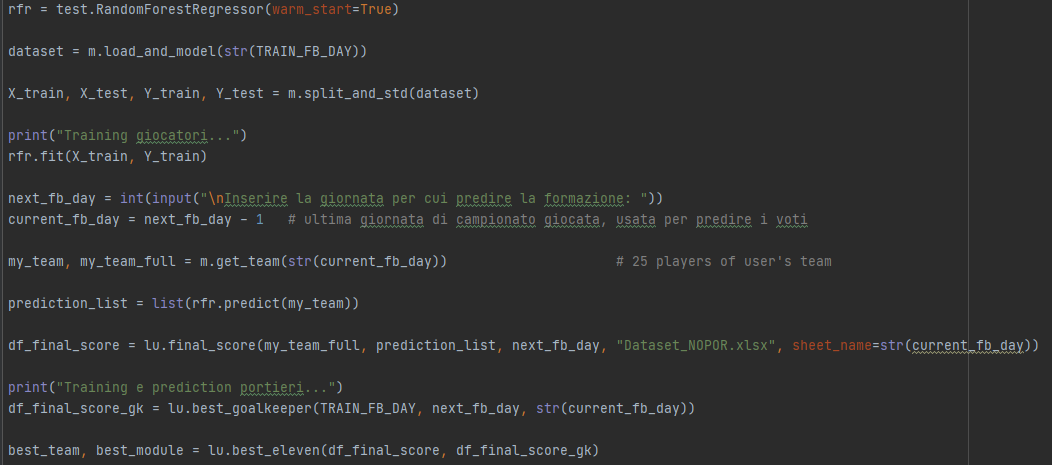 rfr = test.RandomForestRegressor(warm_start=True)
dataset = m.load_and_model(str(TRAIN_FB_DAY))
X_train, X_test, Y_train, Y_test = m.split_and_std(dataset)
print("Training giocatori...")
rfr.fit(X_train, Y_train)
next_fb_day = int(input("\nInserire la giornata per cui predire la formazione: "))
current_fb_day = next_fb_day - 1   # ultima giornata di campionato giocata, usata per predire i voti
my_team, my_team_full = m.get_team(str(current_fb_day))                     # 25 players of user's team
prediction_list = list(rfr.predict(my_team))
df_final_score = lu.final_score(my_team_full, prediction_list, next_fb_day, "Dataset_NOPOR.xlsx", sheet_name=str(current_fb_day))
print("Training e prediction portieri...")
df_final_score_gk = lu.best_goalkeeper(TRAIN_FB_DAY, next_fb_day, str(current_fb_day))
best_team, best_module = lu.best_eleven(df_final_score, df_final_score_gk)